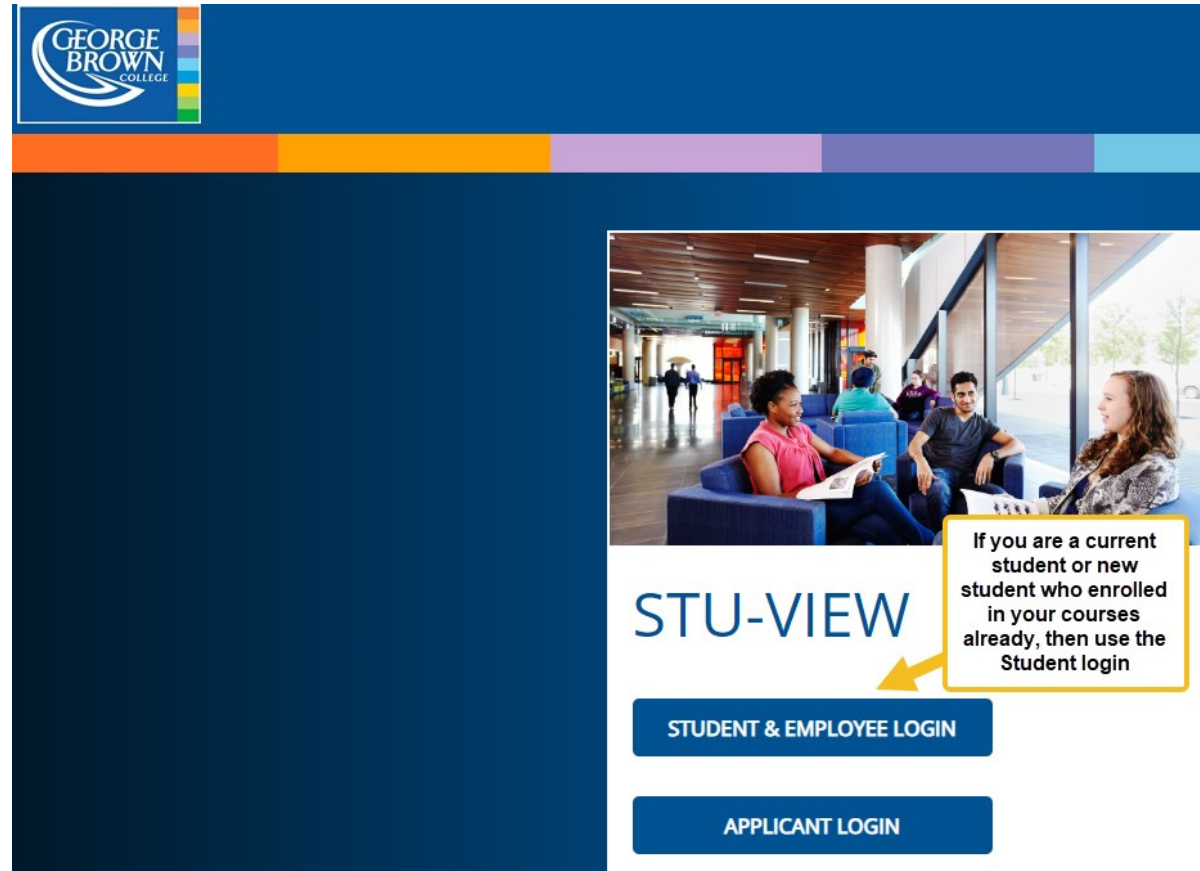 GEORGE
BROWN
COLLEGE
If you are a current
student or new
student who enrolled
in your courses
already, then use the
Student login
STU-VIEW
STUDENT & EMPLOYEE LOGIN
APPLICANT LOGIN